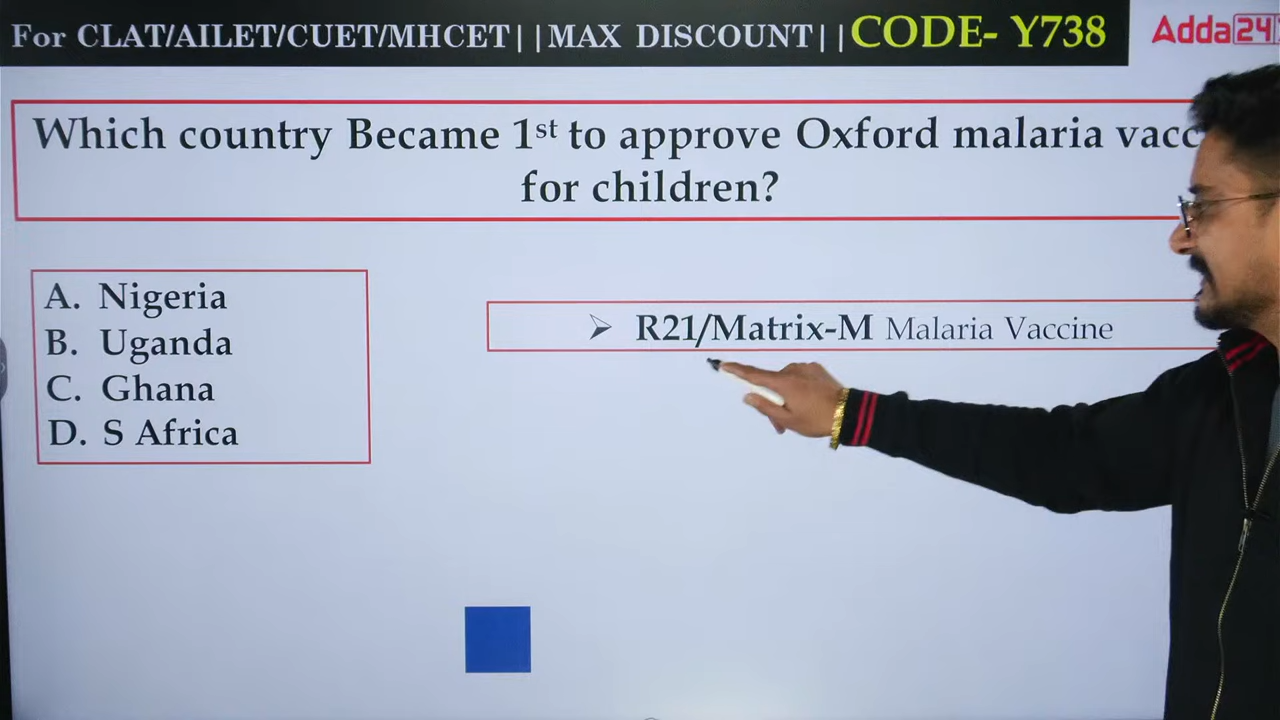 For CLAT/AILET/CUET/MHCET||MAX DISCOUNT||CODE- Y738
Adda24
Which country Became 1st to approve Oxford malaria vacc
for children?
A. Nigeria
B. Uganda
C. Ghana
D. S Africa
➢ R21/Matrix-M Malaria Vaccine